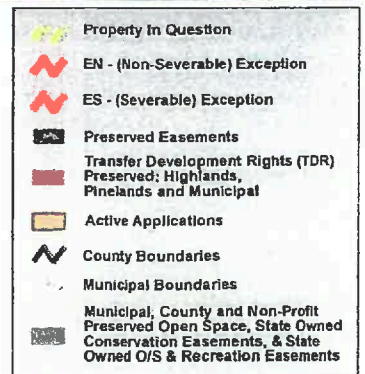 Property In Question
EN - (Non-Severable) Exception
ES - (Severable) Exception
Preserved Easements
Transfer Development Rights (TDR)
Preserved; Highlands,
Pinelands and Municipal
Active Applications
County Boundaries
Municipal Boundaries
Municipal, County and Non-Profit
Preserved Open Space, State Owned
Conservation Easements, & State
Owned O/S & Recreation Easements